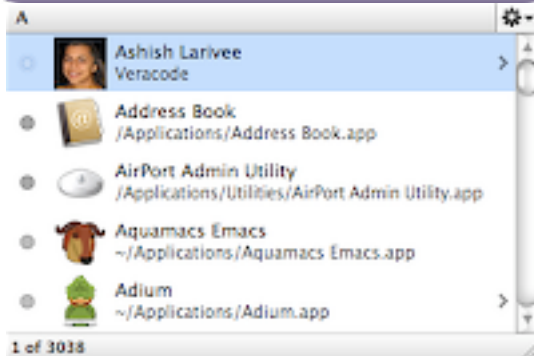 A
Ashish Larivee
Veracode
Address Book
/Applications/Address Book.app
AirPort Admin Utility
/Applications/Utilities/AirPort Admin Utility.app
Aquamacs Emacs
~/Applications/Aquamacs Emacs.app
Adium
~/Applications/Adium.app
1 of 3038